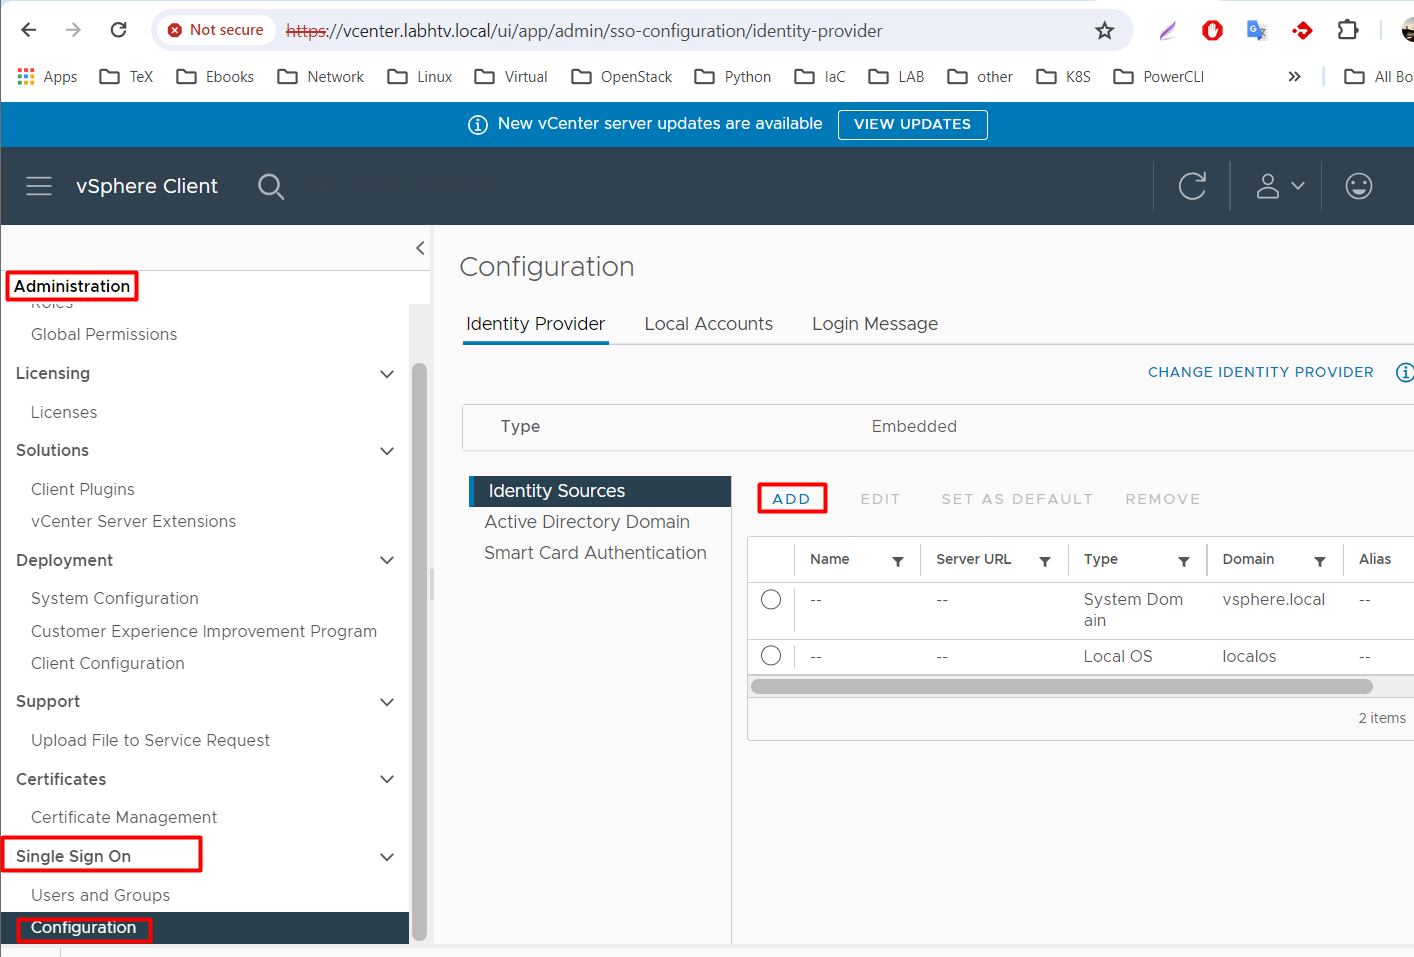 Not secure https://vcenter.labhtv.local/ui/app/admin/sso-configuration/identity-provider
Apps TeX Ebooks Network Linux Virtual OpenStack Python IaC LAB other K8S PowerCLI » All Bo
New vCenter server updates are available VIEW UPDATES
vSphere Client
Administration
Roles
Global Permissions
Licensing
Licenses
Solutions
Client Plugins
vCenter Server Extensions
Deployment
System Configuration
Customer Experience Improvement Program
Client Configuration
Support
Upload File to Service Request
Certificates
Certificate Management
Single Sign On
Users and Groups
Configuration
Configuration
Identity Provider Local Accounts Login Message
CHANGE IDENTITY PROVIDER
Type Embedded
Identity Sources
Active Directory Domain
Smart Card Authentication
ADD EDIT SET AS DEFAULT REMOVE
Name Server URL Type Domain Alias
-- -- System Dom vsphere.local --
ain
-- -- Local OS localos --
2 items